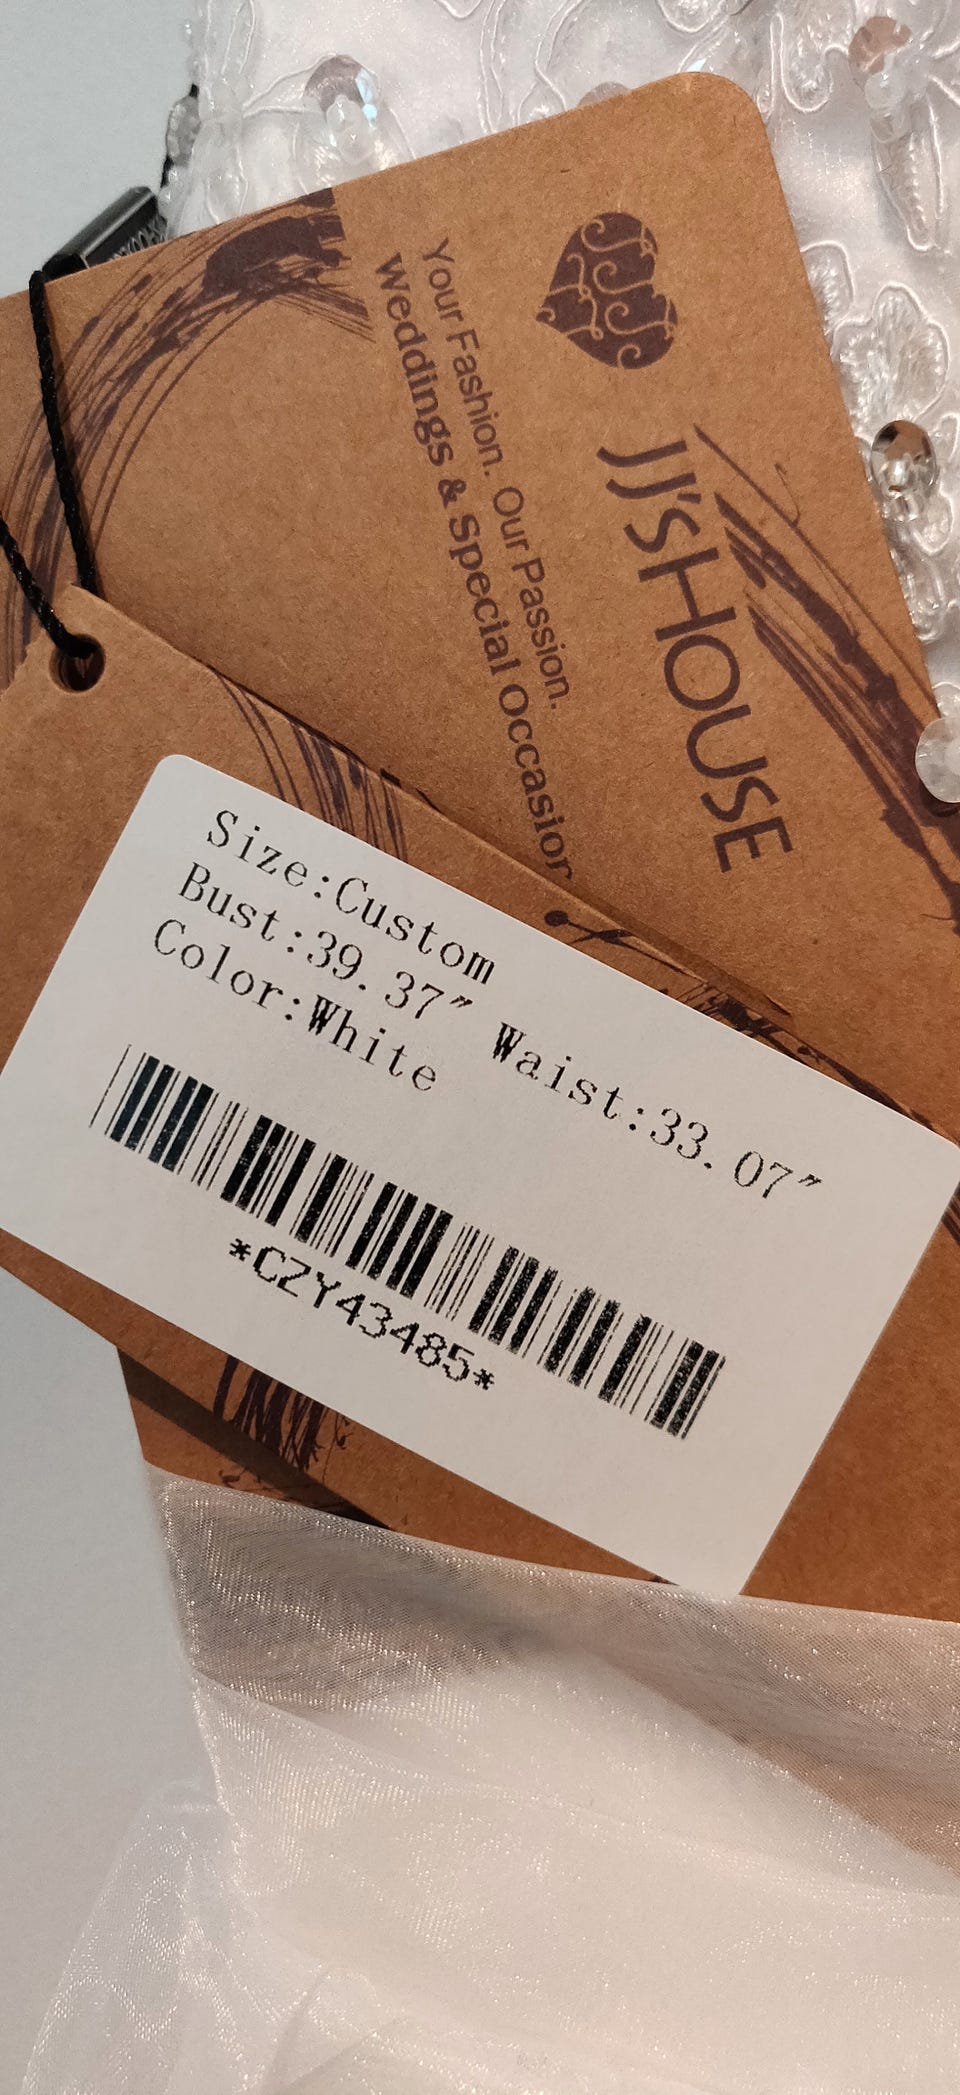 JJ'SHOUSE
Your Fashion. Our Passion.
Weddings & Special Occasion
Size:Custom
Bust:39.37" Waist:33.07"
Color:White
*CZY43485*